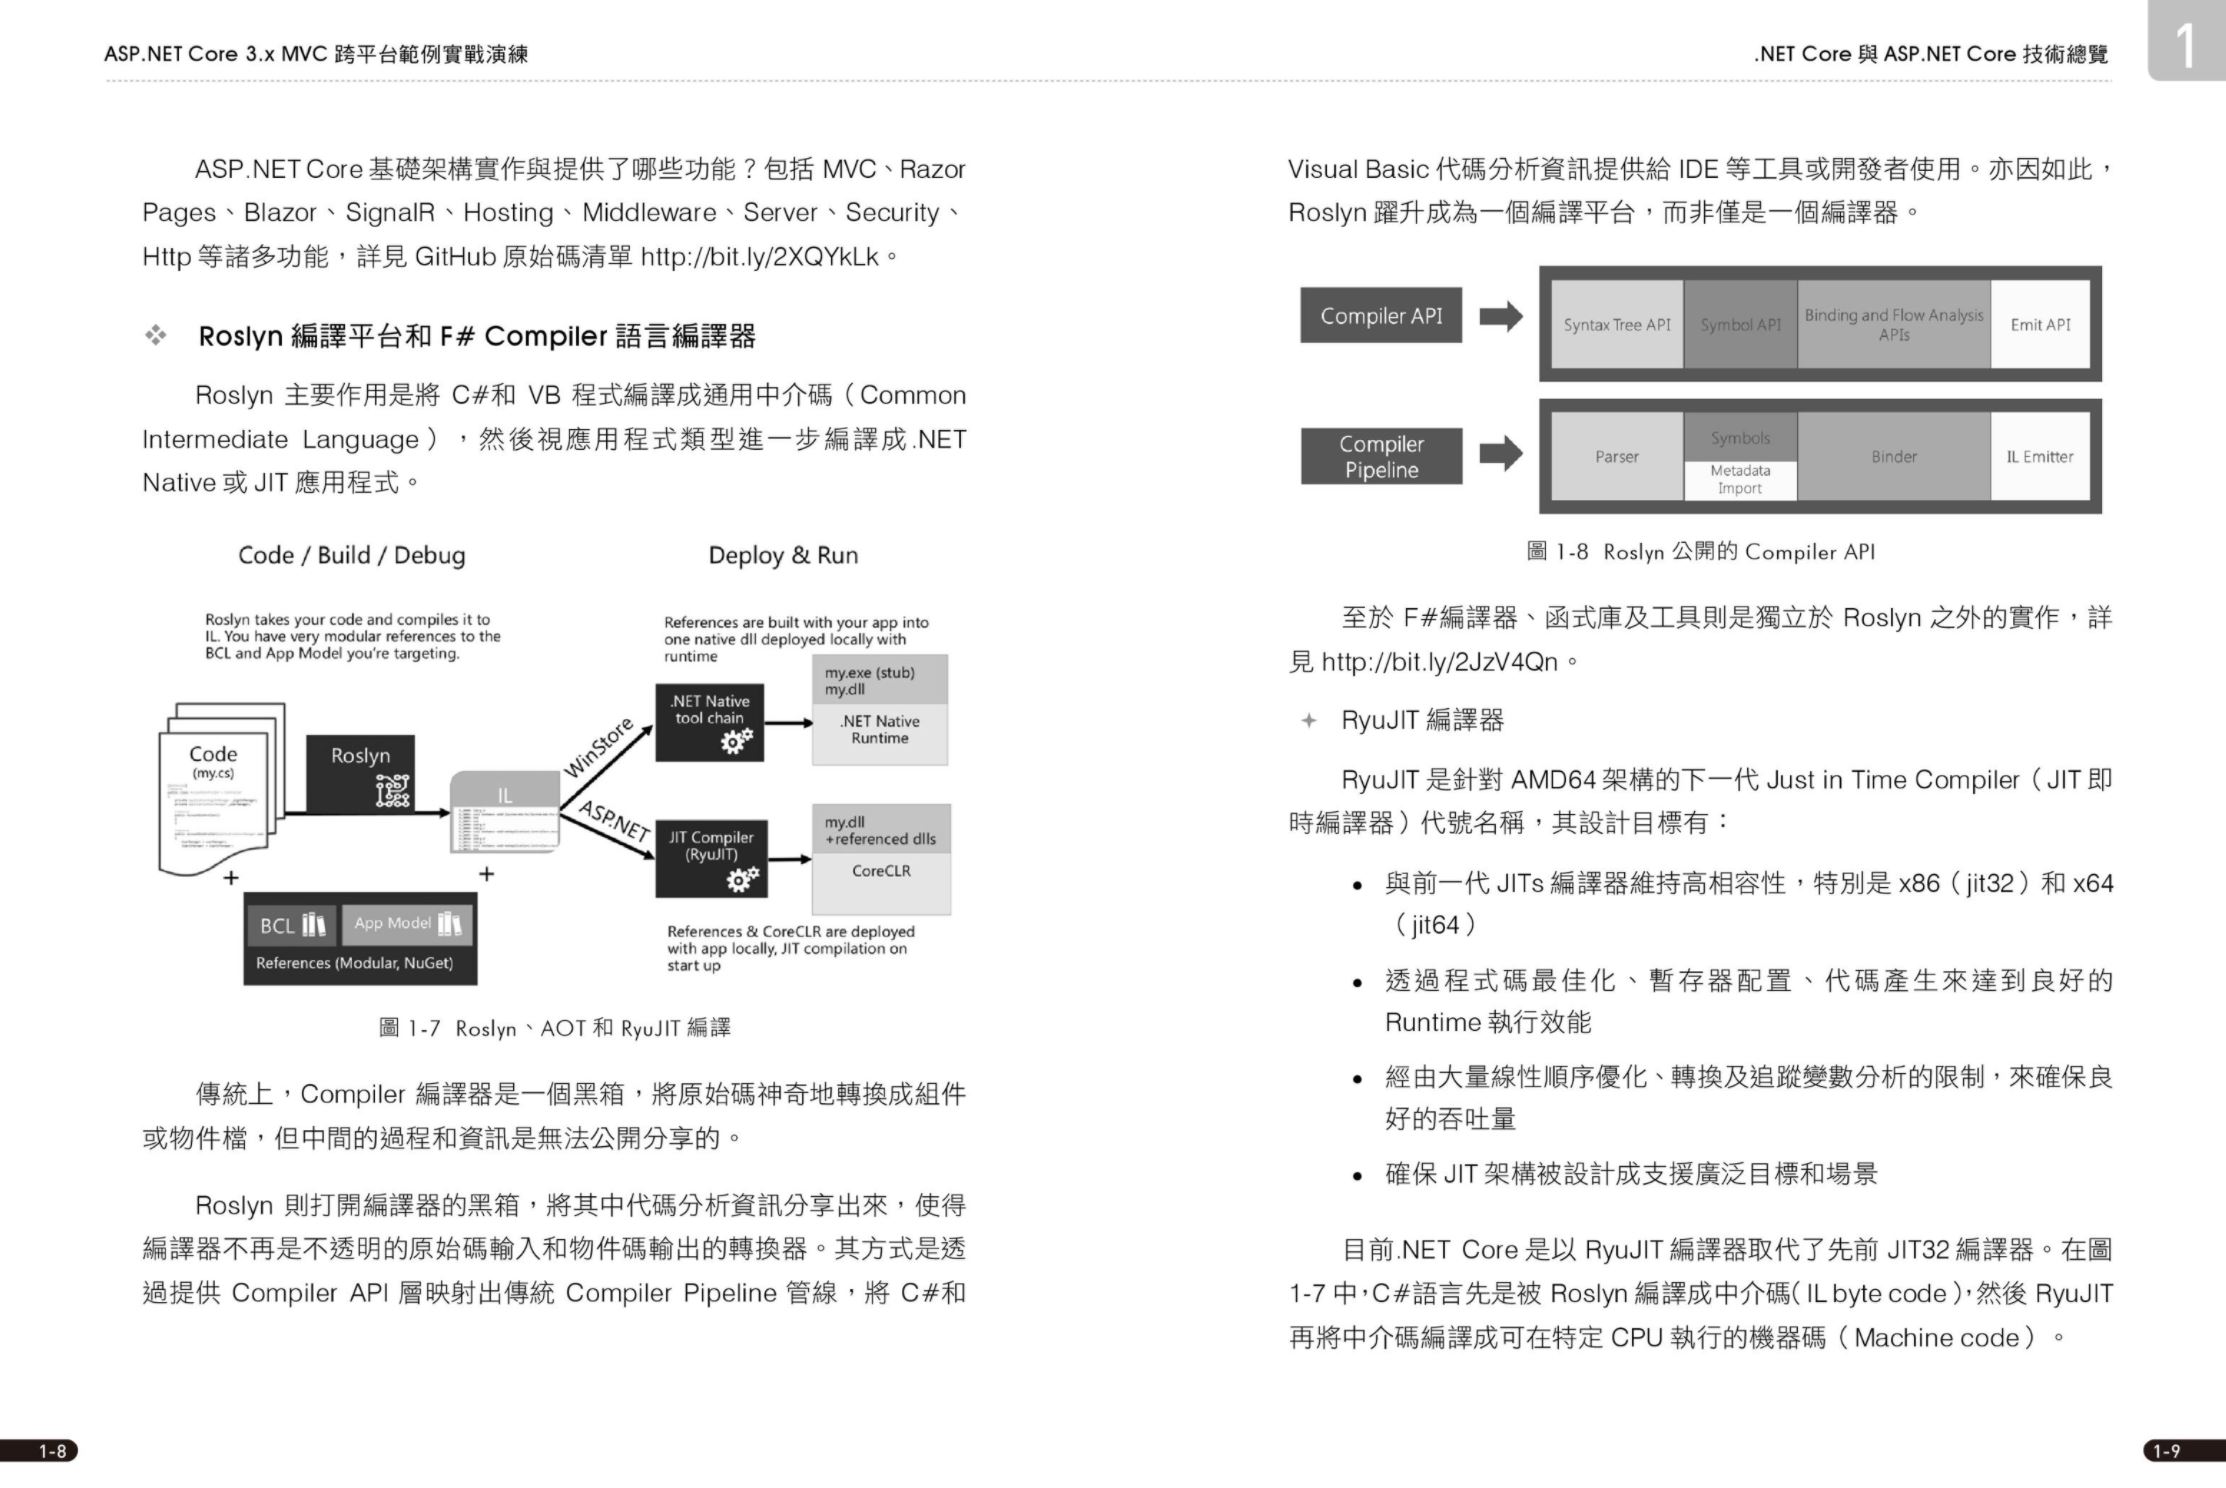 ASP.NET Core 3.x MVC 跨平台範例實戰演練
ASP.NET Core 基礎架構實作與提供了哪些功能？包括 MVC、Razor
Pages、Blazor、SignalR、Hosting、Middleware、Server、Security、
Http 等諸多功能，詳見 GitHub 原始碼清單 http://bit.ly/2XQYkLk。
Roslyn 編譯平台和 F# Compiler 語言編譯器
Roslyn 主要作用是將 C#和 VB 程式編譯成通用中介碼（Common
Intermediate Language），然後視應用程式類型進一步編譯成.NET
Native 或 JIT 應用程式。
Code / Build / Debug
Deploy & Run
Roslyn takes your code and compiles it to
IL. You have very modular references to the
BCL and App Model you're targeting.
References are built with your app into
one native dll deployed locally with
runtime
my.exe (stub)
my.dll
.NET Native
tool chain
.NET Native
Runtime
WinStore
Code
(my.cs)
Roslyn
IL
ASP.NET
JIT Compiler
(RyuJIT)
my.dll
+referenced dlls
CoreCLR
+
+
BCL
App Model
References (Modular, NuGet)
References & CoreCLR are deployed
with app locally, JIT compilation on
start up
圖 1-7 Roslyn、AOT 和 RyuJIT 編譯
傳統上，Compiler 編譯器是一個黑箱，將原始碼神奇地轉換成組件
或物件檔，但中間的過程和資訊是無法公開分享的。
Roslyn 則打開編譯器的黑箱，將其中代碼分析資訊分享出來，使得
編譯器不再是不透明的原始碼輸入和物件碼輸出的轉換器。其方式是透
過提供 Compiler API 層映射出傳統 Compiler Pipeline 管線，將 C#和
1-8
.NET Core 與 ASP.NET Core 技術總覽
1
Visual Basic 代碼分析資訊提供給 IDE 等工具或開發者使用。亦因如此，
Roslyn 躍升成為一個編譯平台，而非僅是一個編譯器。
Compiler API
Syntax Tree API
Symbol API
Binding and Flow Analysis
APIs
Emit API
Compiler
Pipeline
Parser
Symbols
Metadata
Import
Binder
IL Emitter
圖 1-8 Roslyn 公開的 Compiler API
至於 F#編譯器、函式庫及工具則是獨立於 Roslyn 之外的實作，詳
見 http://bit.ly/2JzV4Qn。
RyuJIT 編譯器
RyuJIT 是針對 AMD64 架構的下一代 Just in Time Compiler（JIT 即
時編譯器）代號名稱，其設計目標有：
● 與前一代 JITs 編譯器維持高相容性，特別是 x86（jit32）和 x64
（jit64）
● 透過程式碼最佳化、暫存器配置、代碼產生來達到良好的
Runtime 執行效能
● 經由大量線性順序優化、轉換及追蹤變數分析的限制，來確保良
好的吞吐量
● 確保 JIT 架構被設計成支援廣泛目標和場景
目前.NET Core 是以 RyuJIT 編譯器取代了先前 JIT32 編譯器。在圖
1-7 中，C#語言先是被 Roslyn 編譯成中介碼（IL byte code），然後 RyuJIT
再將中介碼編譯成可在特定 CPU 執行的機器碼（Machine code）。
1-9